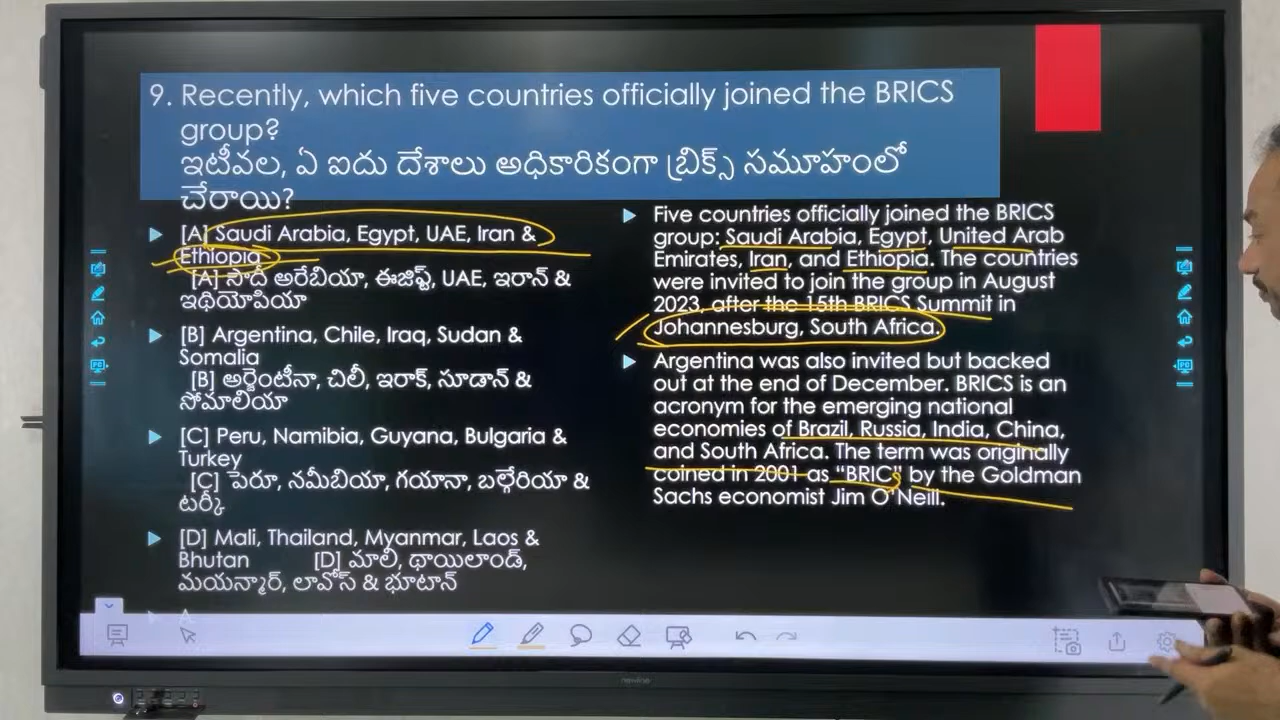 9. Recently, which five countries officially joined the BRICS
group?
ఇటీవల, ఏ ఐదు దేశాలు అధికారికంగా బ్రిక్స్ సమూహంలో
చేరాయి?
[A] Saudi Arabia, Egypt, UAE, Iran &
Ethiopia
[A] సౌదీ అరేబియా, ఈజిప్ట్, UAE, ఇరాన్ &
ఇథియోపియా
[B] Argentina, Chile, Iraq, Sudan &
Somalia
[B] అర్జెంటీనా, చిలీ, ఇరాక్, సూడాన్ &
సోమాలియా
[C] Peru, Namibia, Guyana, Bulgaria &
Turkey
[C] పెరూ, నమీబియా, గయానా, బల్గేరియా &
టర్కీ
[D] Mali, Thailand, Myanmar, Laos &
Bhutan [D] మాలి, థాయిలాండ్,
మయన్మార్, లావోస్ & భూటాన్
A
Five countries officially joined the BRICS
group: Saudi Arabia, Egypt, United Arab
Emirates, Iran, and Ethiopia. The countries
were invited to join the group in August
2023, after the 15th BRICS Summit in
Johannesburg, South Africa.
Argentina was also invited but backed
out at the end of December. BRICS is an
acronym for the emerging national
economies of Brazil, Russia, India, China,
and South Africa. The term was originally
coined in 2001 as “BRIC” by the Goldman
Sachs economist Jim O’Neill.
newline